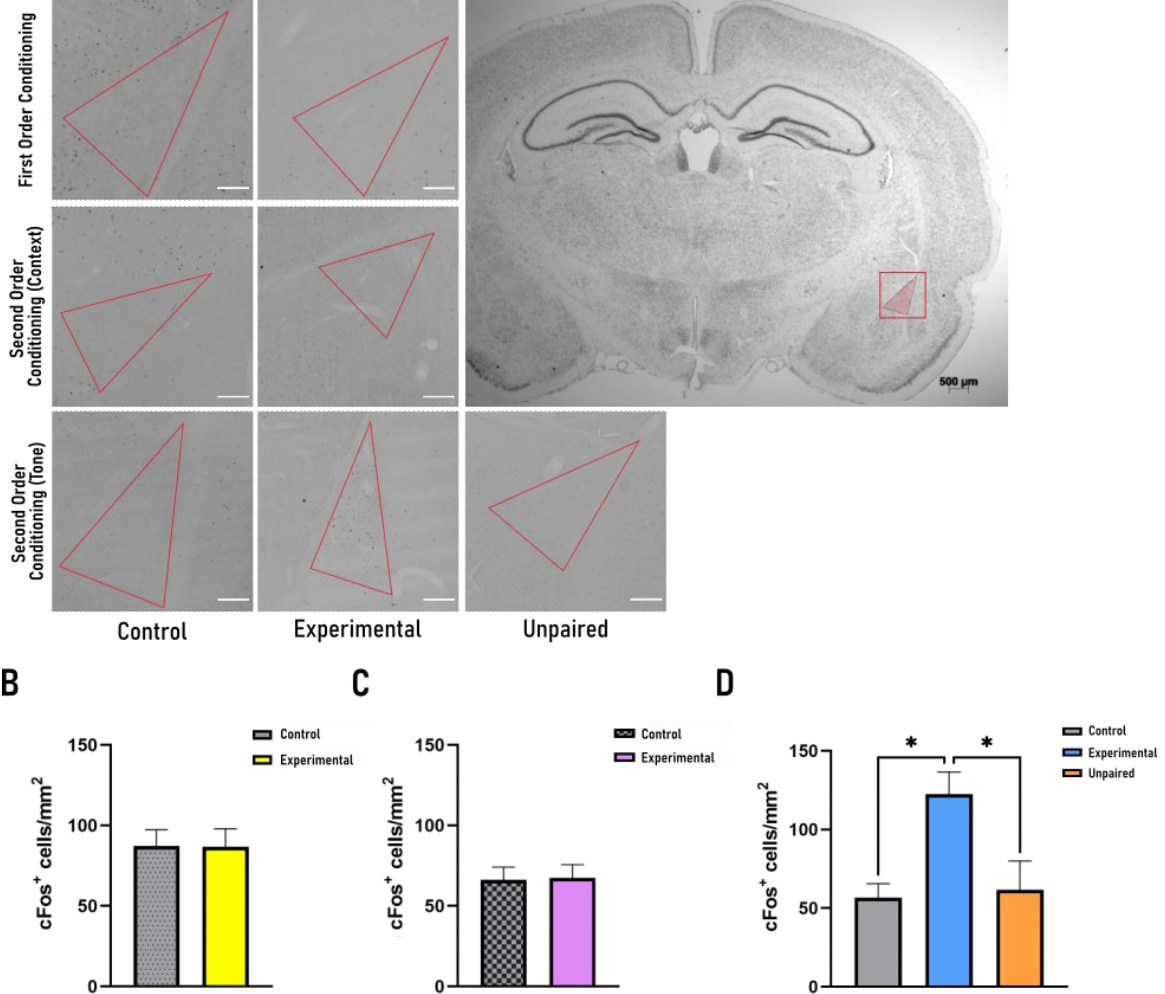 First Order Conditioning
500 µm
Second Order
Conditioning (Context)
Second Order
Conditioning (Tone)
Control
Experimental
Unpaired
B
C
D
Control
Experimental
150
100
50
0
cFos+ cells/mm2
Control
Experimental
150
100
50
0
cFos+ cells/mm2
Control
Experimental
Unpaired
* *
150
100
50
0
cFos+ cells/mm2